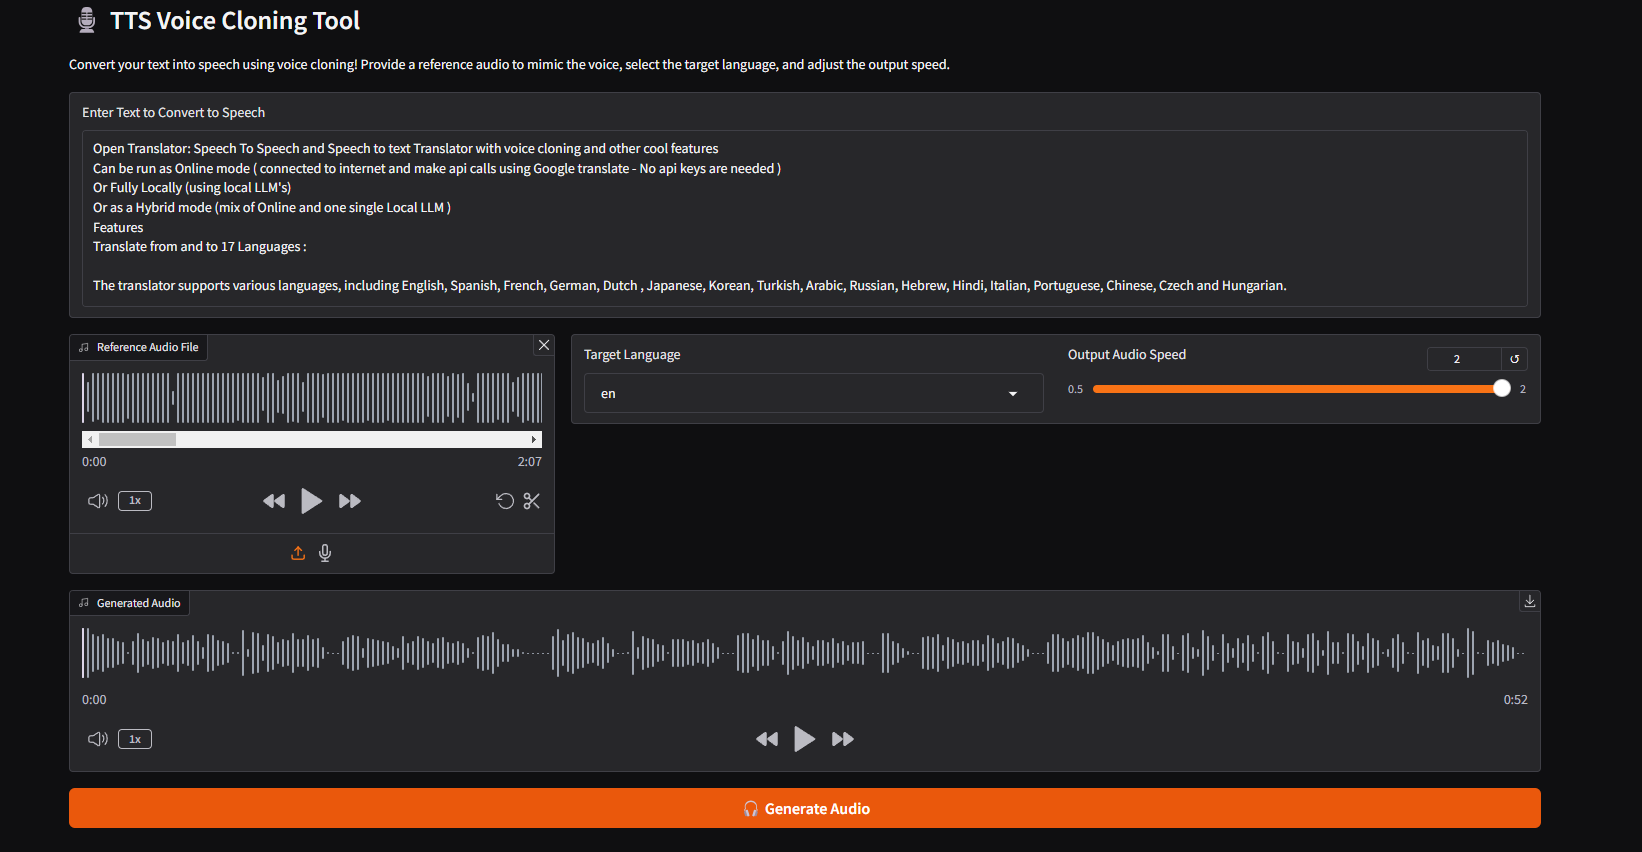 TTS Voice Cloning Tool
Convert your text into speech using voice cloning! Provide a reference audio to mimic the voice, select the target language, and adjust the output speed.
Enter Text to Convert to Speech
Open Translator: Speech To Speech and Speech to text Translator with voice cloning and other cool features
Can be run as Online mode ( connected to internet and make api calls using Google translate - No api keys are needed )
Or Fully Locally (using local LLM's)
Or as a Hybrid mode (mix of Online and one single Local LLM )
Features
Translate from and to 17 Languages :
The translator supports various languages, including English, Spanish, French, German, Dutch , Japanese, Korean, Turkish, Arabic, Russian, Hebrew, Hindi, Italian, Portuguese, Chinese, Czech and Hungarian.
Reference Audio File
0:00 2:07
1x
Target Language
en
Output Audio Speed
2
0.5 2
Generated Audio
0:00 0:52
1x
Generate Audio